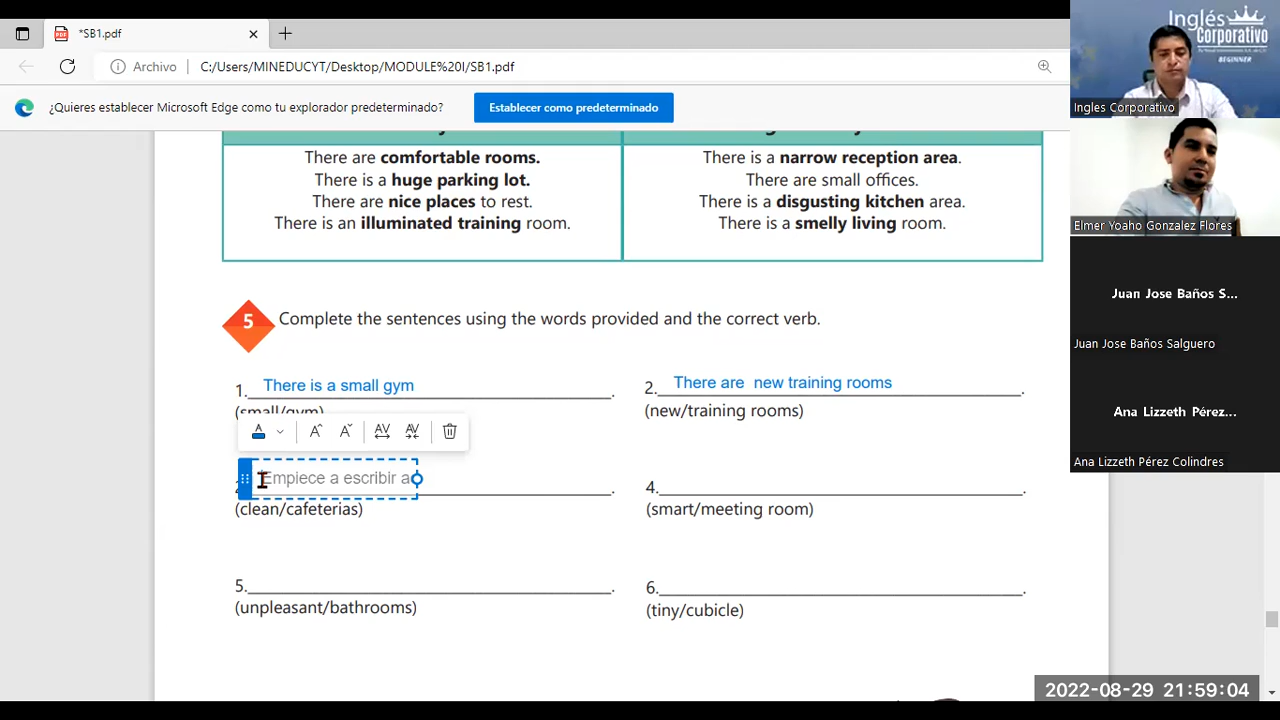 *SB1.pdf
Archivo
C:/Users/MINEDUCYT/Desktop/MODULE%20I/SB1.pdf
¿Quieres establecer Microsoft Edge como tu explorador predeterminado?
Establecer como predeterminado
There are comfortable rooms.
There is a huge parking lot.
There are nice places to rest.
There is an illuminated training room.
There is a narrow reception area.
There are small offices.
There is a disgusting kitchen area.
There is a smelly living room.
5
Complete the sentences using the words provided and the correct verb.
1. There is a small gym.
(small/gym)
2. There are  new training rooms.
(new/training rooms)
Empiece a escribir a
(clean/cafeterias)
4.
(smart/meeting room)
5.
(unpleasant/bathrooms)
6.
(tiny/cubicle)
Inglés
Corporativo
BEGINNER
Ingles Corporativo
Elmer Yoaho Gonzalez Flores
Juan Jose Baños S...
Juan Jose Baños Salguero
Ana Lizzeth Pérez...
Ana Lizzeth Pérez Colindres
2022-08-29 21:59:04